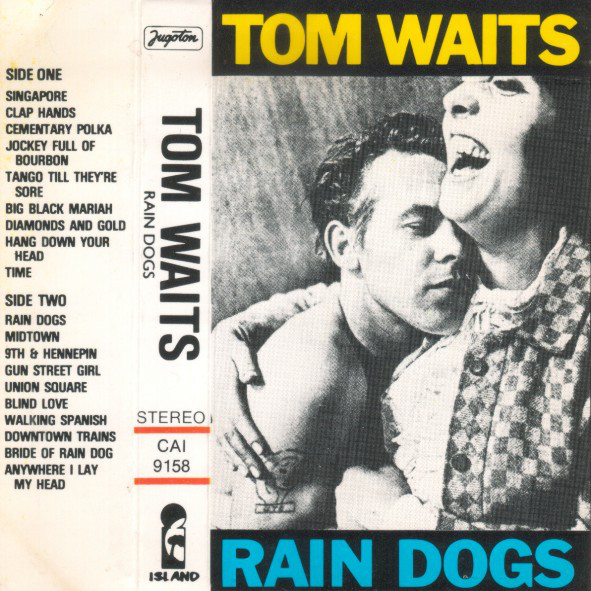 SIDE ONE
SINGAPORE
CLAP HANDS
CEMENTARY POLKA
JOCKEY FULL OF
BOURBON
TANGO TILL THEY'RE
SORE
BIG BLACK MARIAH
DIAMONDS AND GOLD
HANG DOWN YOUR
HEAD
TIME
SIDE TWO
RAIN DOGS
MIDTOWN
9TH & HENNEPIN
GUN STREET GIRL
UNION SQUARE
BLIND LOVE
WALKING SPANISH
DOWNTOWN TRAINS
BRIDE OF RAIN DOG
ANYWHERE I LAY
MY HEAD
Jugoton
TOM WAITS
RAIN DOGS
STEREO
CAI
9158
ISLAND
TOM WAITS
RAIN DOGS